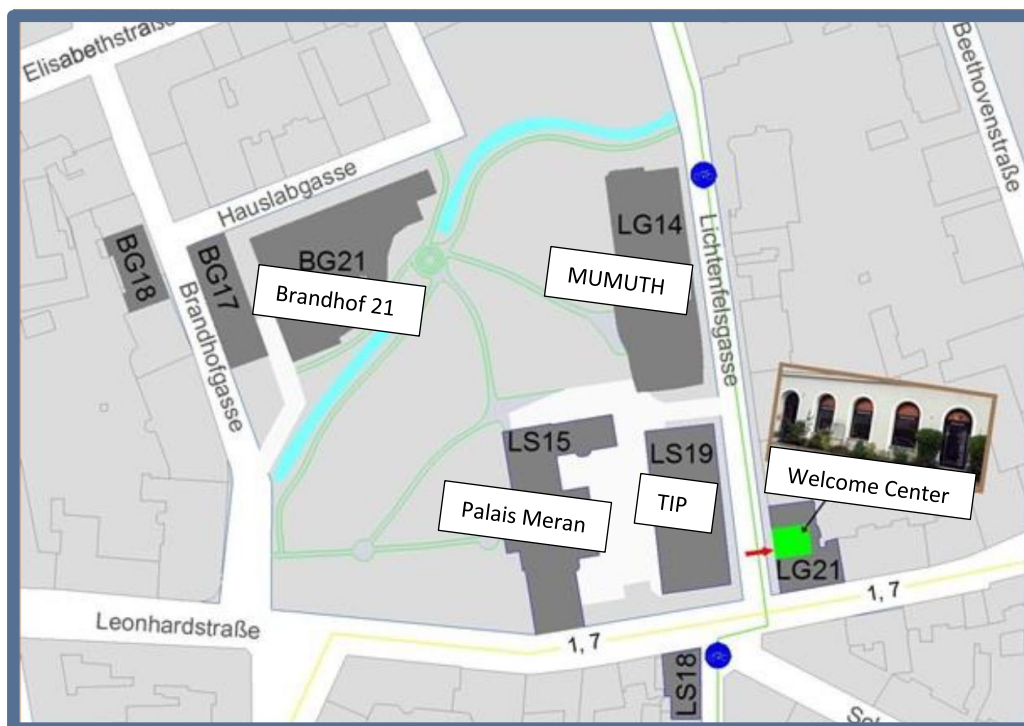 Elisabethstraße
Beethovenstraße
Hauslabgasse
LG14
Lichtenfelsgasse
BG18
BG17
BG21
MUMUTH
Brandhof 21
Brandhofgasse
LS15
LS19
Welcome Center
Palais Meran
TIP
LG21
1, 7
Leonhardstraße
1, 7
LS18